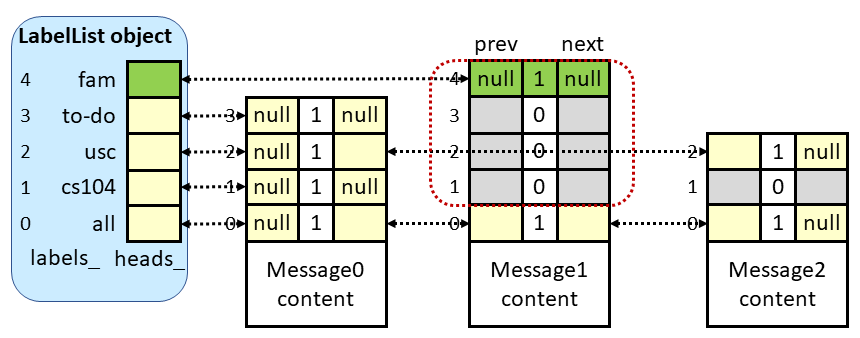 LabelList object
prev next
4 fam 4 null 1 null
3 to-do 3 null 1 null 3 0
2 usc 2 null 1 2 0 2 1 null
1 cs104 1 null 1 null 1 0 1 0
0 all 0 null 1 0 1 0 1 null
labels_ heads_
Message0 content
Message1 content
Message2 content